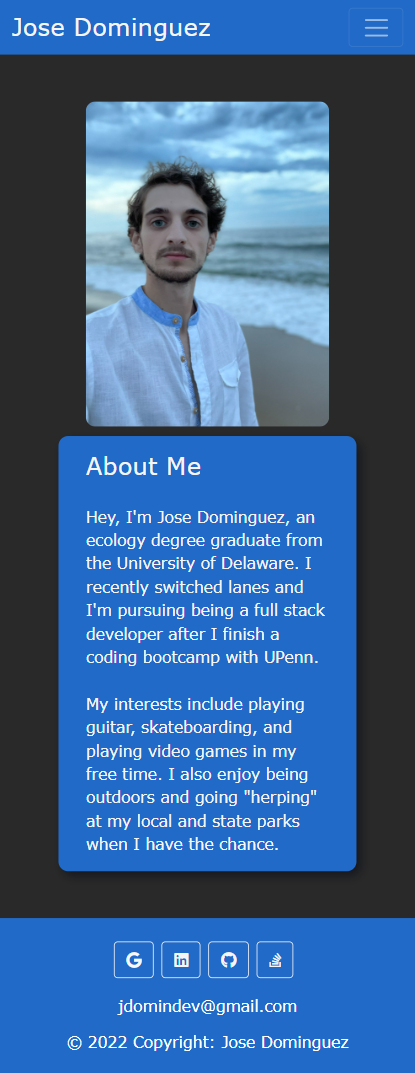 Jose Dominguez
About Me
Hey, I'm Jose Dominguez, an
ecology degree graduate from
the University of Delaware. I
recently switched lanes and
I'm pursuing being a full stack
developer after I finish a
coding bootcamp with UPenn.
My interests include playing
guitar, skateboarding, and
playing video games in my
free time. I also enjoy being
outdoors and going "herping"
at my local and state parks
when I have the chance.
jdomindev@gmail.com
© 2022 Copyright: Jose Dominguez